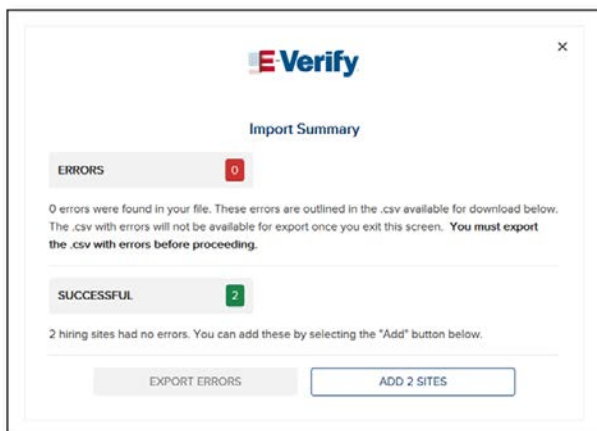 ×
E-Verify
Import Summary
ERRORS 0
0 errors were found in your file. These errors are outlined in the .csv available for download below.
The .csv with errors will not be available for export once you exit this screen. You must export
the .csv with errors before proceeding.
SUCCESSFUL 2
2 hiring sites had no errors. You can add these by selecting the "Add" button below.
EXPORT ERRORS ADD 2 SITES